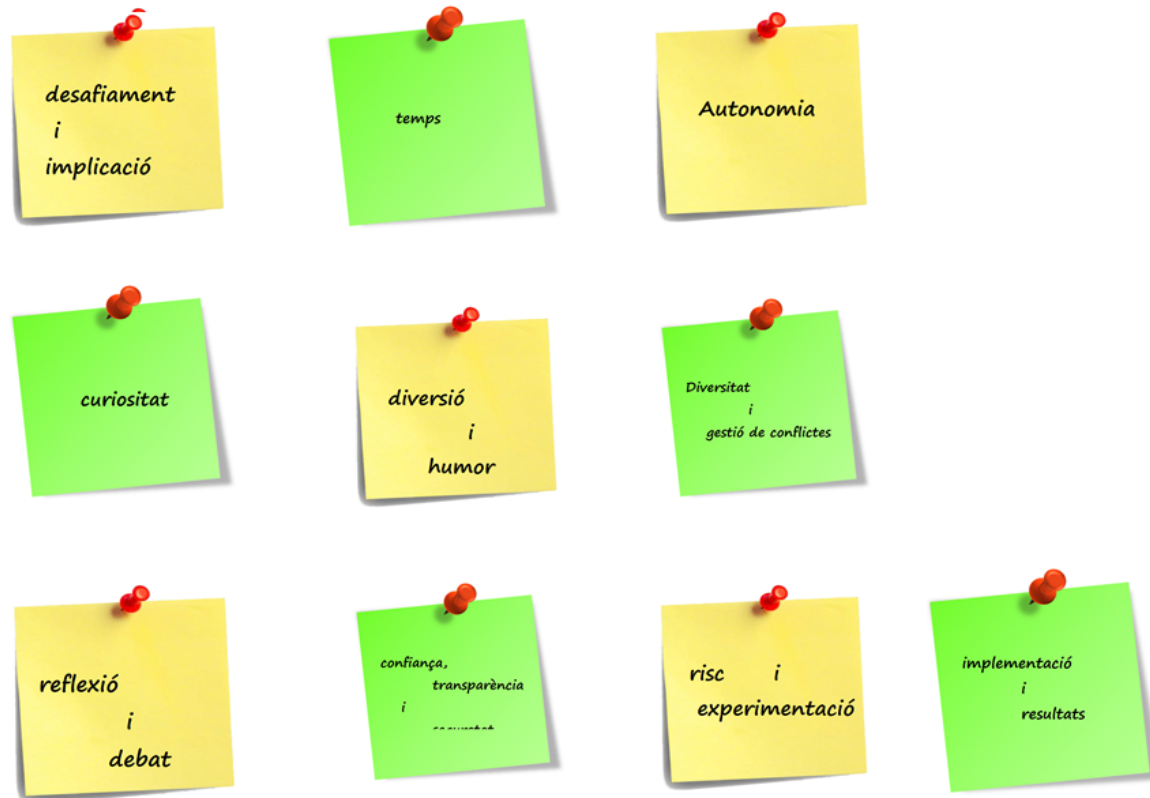 desafiament
i
implicació
temps
Autonomia
curiositat
diversió
i
humor
Diversitat
i
gestió de conflictes
reflexió
i
debat
confiança,
transparència
i
risc i
experimentació
implementació
i
resultats